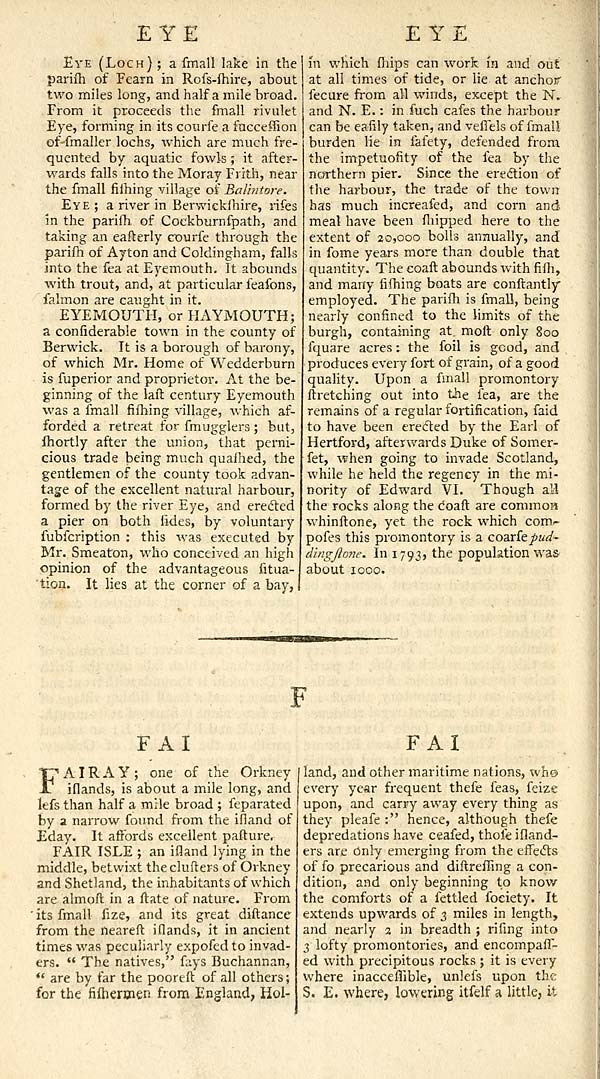 EYE
EYE
EYE (LOCH); a ſmall lake in the
pariſh of Fearn in Roſs-ſhire, about
two miles long, and half a mile broad.
From it proceeds the ſmall rivulet
Eye, forming in its courſe a ſucceſſion
of ſmaller lochs, which are much fre-
quented by aquatic fowls; it after-
wards falls into the Moray Frith, near
the ſmall fiſhing village of Balintore.
EYE; a river in Berwickſhire, riſes
in the pariſh of Cockburnſpath, and
taking an eaſterly courſe through the
pariſh of Ayton and Coldingham, falls
into the ſea at Eyemouth. It abounds
with trout, and, at particular ſeaſons,
ſalmon are caught in it.
EYEMOUTH, or HAYMOUTH;
a conſiderable town in the county of
Berwick. It is a borough of barony,
of which Mr. Home of Wedderburn
is ſuperior and proprietor. At the be-
ginning of the laſt century Eyemouth
was a ſmall fiſhing village, which af-
forded a retreat for ſmugglers; but,
ſhortly after the union, that perni-
cious trade being much quaſhed, the
gentlemen of the county took advan-
tage of the excellent natural harbour,
formed by the river Eye, and erected
a pier on both ſides, by voluntary
ſubſcription: this was executed by
Mr. Smeaton, who conceived an high
opinion of the advantageous ſitua-
tion. It lies at the corner of a bay,
in which ſhips can work in and out
at all times of tide, or lie at anchor
ſecure from all winds, except the N.
and N. E.: in ſuch caſes the harbour
can be eaſily taken, and veſſels of ſmall
burden lie in ſafety, defended from
the impetuoſity of the ſea by the
northern pier. Since the erection of
the harbour, the trade of the town
has much increaſed, and corn and
meal have been ſhipped here to the
extent of 20,000 bolls annually, and
in ſome years more than double that
quantity. The coaſt abounds with fiſh,
and many fiſhing boats are conſtantly
employed. The pariſh is ſmall, being
nearly confined to the limits of the
burgh, containing at moſt only 800
ſquare acres: the ſoil is good, and
produces every ſort of grain, of a good
quality. Upon a ſmall promontory
ſtretching out into the ſea, are the
remains of a regular fortification, ſaid
to have been erected by the Earl of
Hertford, afterwards Duke of Somer-
ſet, when going to invade Scotland,
while he held the regency in the mi-
nority of Edward VI. Though all
the rocks along the coaſt are common
whinſtone, yet the rock which com-
poſes this promontory is a coarſe pud-
dingſtone. In 1793, the population was
about 1000.
F
FAI
FAI
FAIRAY; one of the Orkney
iſlands, is about a mile long, and
leſs than half a mile broad; ſeparated
by a narrow ſound from the iſland of
Eday. It affords excellent paſture.
FAIR ISLE; an iſland lying in the
middle, betwixt the cluſters of Orkney
and Shetland, the inhabitants of which
are almoſt in a ſtate of nature. From
its ſmall ſize, and its great diſtance
from the neareſt iſlands, it in ancient
times was peculiarly expoſed to invad-
ers. “ The natives,” ſays Buchannan,
“ are by far the pooreſt of all others;
for the fiſhermen from England, Hol-
land, and other maritime nations, who
every year frequent theſe ſeas, ſeize
upon, and carry away every thing as
they pleaſe:” hence, although theſe
depredations have ceaſed, thoſe iſland-
ers are only emerging from the effects
of ſo precarious and diſtreſſing a con-
dition, and only beginning to know
the comforts of a ſettled ſociety. It
extends upwards of 3 miles in length,
and nearly 2 in breadth; riſing into
3 lofty promontories, and encompaſſ-
ed with precipitous rocks; it is every
where inacceſſible, unleſs upon the
S. E. where, lowering itſelf a little, it